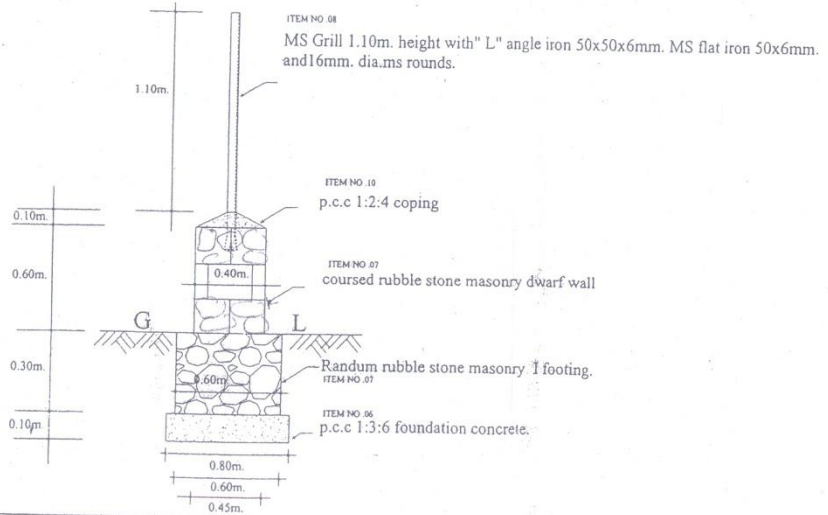 ITEM NO .08
MS Grill 1.10m. height with" L" angle iron 50x50x6mm. MS flat iron 50x6mm.
and16mm. dia.ms rounds.
1.10m.
ITEM NO .10
p.c.c 1:2:4 coping
0.10m.
ITEM NO .07
coursed rubble stone masonry dwarf wall
0.60m.
0.40m.
G
L
0.30m.
Randum rubble stone masonry I footing.
ITEM NO .07
0.60m
ITEM NO .06
p.c.c 1:3:6 foundation concrete.
0.10m.
0.80m.
0.60m.
0.45m.